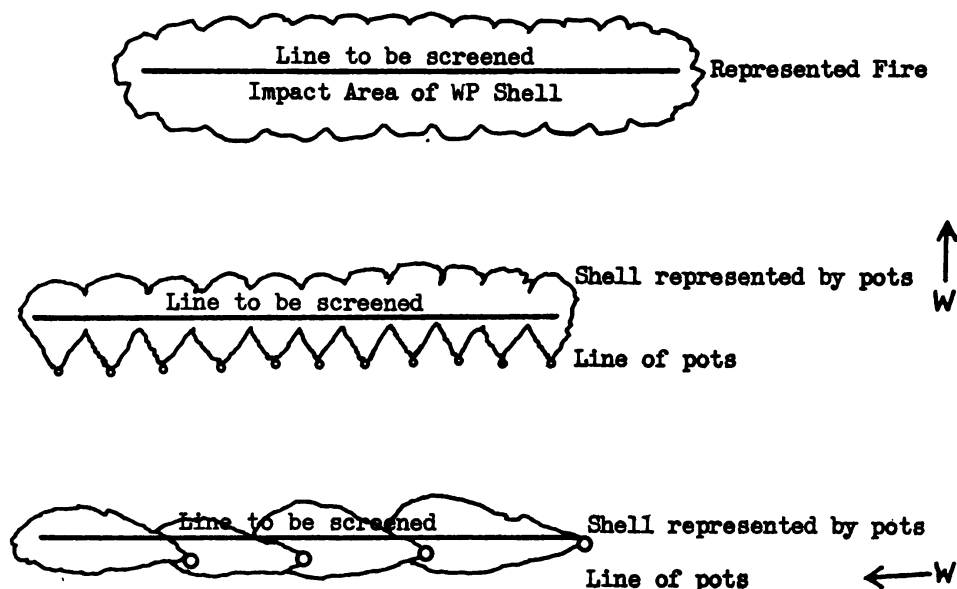 Line to be screened
Represented Fire
Impact Area of WP Shell
Shell represented by pots
Line to be screened
W
Line of pots
Line to be screened
Shell represented by pots
Line of pots
W